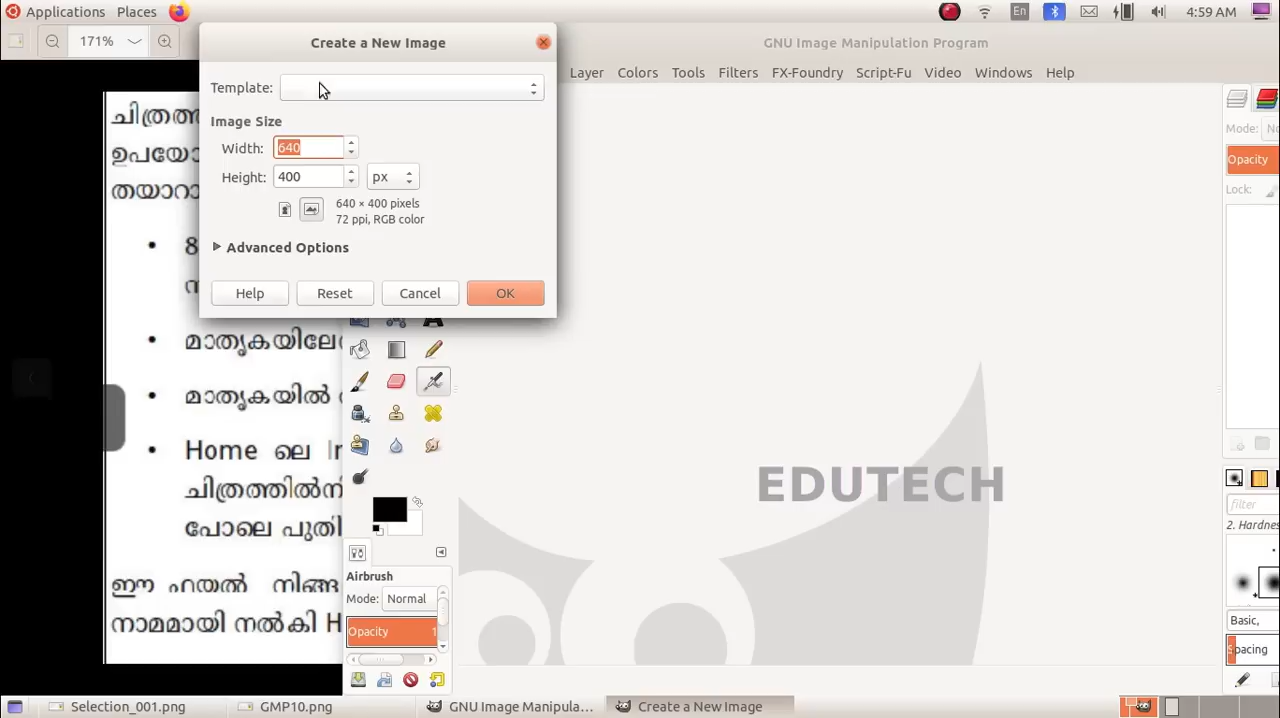 Applications Places En 4:59 AM
171% Create a New Image GNU Image Manipulation Program
Template: Layer Colors Tools Filters FX-Foundry Script-Fu Video Windows Help
Image Size
Width: 640
Height: 400 px
640 × 400 pixels
72 ppi, RGB color
Advanced Options
Help Reset Cancel OK
Mode:
Opacity
Lock:
ചിത്രത്ത
ഉപയോ
തയാറാ
8
മാതൃകയിലേ
മാതൃകയിൽ
Home ലെ
ചിത്രത്തിൽനി
പോലെ പുതി
ഈ ഫയൽ നിങ്ങ
നാമമായി നൽകി H
EDUTECH
Airbrush
Mode: Normal
Opacity 1
filter
2. Hardness
Basic,
Spacing
Selection_001.png GMP10.png GNU Image Manipula... Create a New Image